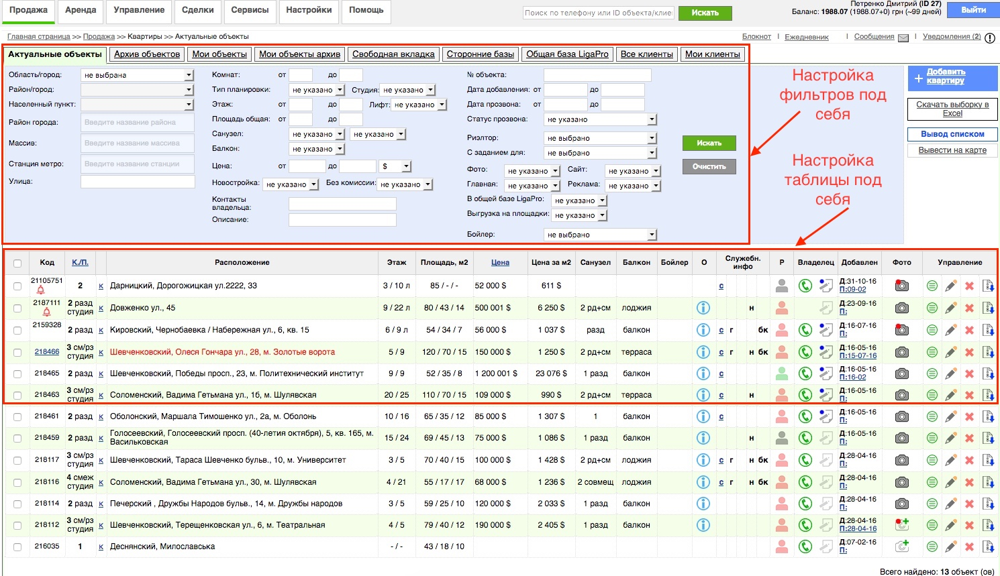 Продажа Аренда Управление Сделки Сервисы Настройки Помощь
Поиск по телефону или ID объекта/клие Искать
Петренко Дмитрий (ID 27)
Баланс: 1988.07 (1988.07+0) грн (~99 дней)
Выйти
Главная страница >> Продажа >> Квартиры >> Актуальные объекты
Блокнот | Ежедневник | Сообщения | Уведомления (2)
Актуальные объекты Архив объектов Мои объекты Мои объекты архив Свободная вкладка Сторонние базы Общая база LigaPro Все клиенты Мои клиенты
Область/город: не выбрана
Район/город:
Населенный пункт:
Район города: Введите название района
Массив: Введите название массива
Станция метро: Введите название станции
Улица:
Комнат: от до
Тип планировки: не указано Студия: не указано
Этаж: от до Лифт: не указано
Площадь общая: от до
Санузел: не указано не указано
Балкон: не указано
Цена: от до $
Новостройка: не указано Без комиссии: не указано
Контакты
владельца:
Описание:
№ объекта:
Дата добавления: от до
Дата прозвона: от до
Статус прозвона: не указано
Риэлтор: не выбрано
С заданием для: не выбрано
Фото: не указано Сайт: не указано
Главная: не указано Реклама: не указано
В общей базе LigaPro: не указано
Выгрузка на площадки: не указано
Бойлер: не выбрано
Искать
Очистить
Настройка
фильтров под
себя
Настройка
таблицы под
себя
+ Добавить
квартиру
Скачать выборку в
Excel
Вывод списком
Вывести на карте
Код К./П. Расположение Этаж Площадь, м2 Цена Цена за м2 Санузел Балкон Бойлер О Служебн.
инфо Р Владелец Добавлен Фото Управление
21105751 2 к Дарницкий, Дорогожицкая ул.2222, 33 3 / 10 л 85 / - / - 52 000 $ 611 $ с Д:31-10-16
П:09-02
2187111 2 разд
студия к Довженко ул., 45 9 / 22 л 80 / 43 / 14 500 001 $ 6 250 $ 2 рд+см лоджия н Д:23-09-16
П:
2159328 2 разд к Кировский, Чернобаевка / Набережная ул., 6, кв. 15 6 / 9 л 54 / 34 / 7 56 000 $ 1 037 $ разд балкон с г бк Д:16-07-16
П:
218466 3 см/рз
студия к Шевченковский, Олеся Гончара ул., 28, м. Золотые ворота 5 / 9 120 / 70 / 15 150 000 $ 1 250 $ 2 рд+см терраса с г н бк Д:16-05-16
П:15-07-16
218465 2 разд к Шевченковский, Победы просп., 23, м. Политехнический институт 9 / 9 52 / 35 / 8 1 200 001 $ 23 076 $ 1 разд балкон с Д:16-05-16
П:16-02
218463 3 см/рз
студия к Соломенский, Вадима Гетьмана ул., 16, м. Шулявская 20 / 25 110 / 70 / 15 109 000 $ 990 $ 2 рд+см терраса с н Д:16-05-16
П:
218461 2 разд к Оболонский, Маршала Тимошенко ул., 2а, м. Оболонь 10 / 16 65 / 35 / 12 85 000 $ 1 307 $ 1 балкон с Д:16-05-16
П:
218459 2 разд к Голосеевский, Голосеевский просп. (40-летия октября), 5, кв. 165, м.
Васильковская 15 / 24 69 / 45 / 13 75 000 $ 1 086 $ 1 разд балкон н Д:16-05-16
П:
218117 3 см/рз
студия к Шевченковский, Тараса Шевченко бульв., 10, м. Университет 3 / 5 70 / 40 / 15 100 000 $ 1 428 $ 2 рд+см лоджия с г н бк Д:28-04-16
П:
218116 4 смеж
студия к Соломенский, Вадима Гетьмана ул., 30, м. Шулявская 4 / 21 55 / 17 / 17 68 000 $ 1 236 $ 2 совмещ лоджия с г н бк Д:28-04-16
П:
218114 2 разд к Печерский , Дружбы Народов бульв., 14, м. Дружбы народов 3 / 5 59 / 25 / 10 120 000 $ 2 033 $ 1 разд балкон Д:28-04-16
П:
218112 3 см/рз
студия к Шевченковский, Терещенковская ул., 6, м. Театральная 4 / 5 79 / 40 / 12 190 000 $ 2 405 $ 1 разд балкон Д:28-04-16
П:28-04-16
216035 1 к Деснянский, Милославська - / - 43 / 18 / 10 Д:07-02-16
П:
Всего найдено: 13 объект (ов)